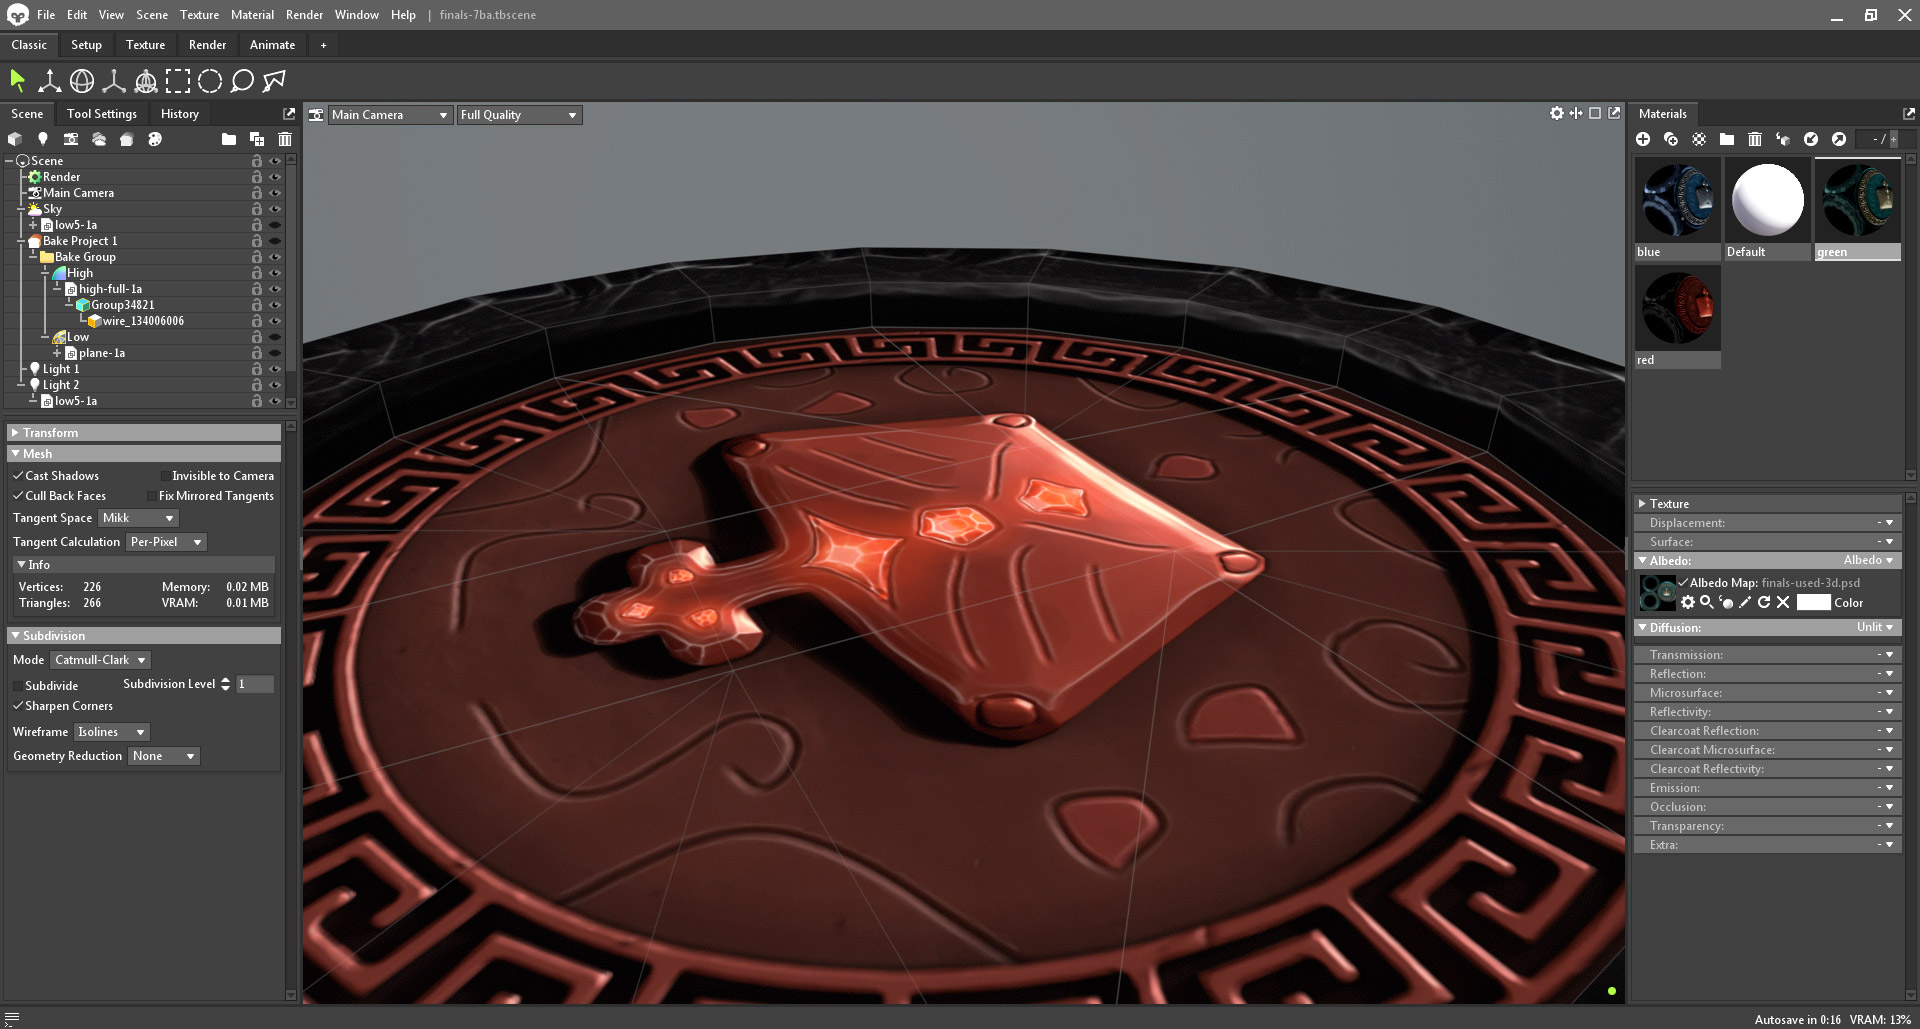 File Edit View Scene Texture Material Render Window Help | finals-7ba.tbscene
Classic Setup Texture Render Animate +
Scene Tool Settings History
Main Camera Full Quality
Materials
- / +
Scene
Render
Main Camera
Sky
low5-1a
Bake Project 1
Bake Group
High
high-full-1a
Group34821
wire_134006006
Low
plane-1a
Light 1
Light 2
low5-1a
Transform
Mesh
Cast Shadows Invisible to Camera
Cull Back Faces Fix Mirrored Tangents
Tangent Space Mikk
Tangent Calculation Per-Pixel
Info
Vertices: 226 Memory: 0.02 MB
Triangles: 266 VRAM: 0.01 MB
Subdivision
Mode Catmull-Clark
Subdivide Subdivision Level 1
Sharpen Corners
Wireframe Isolines
Geometry Reduction None
blue Default green
red
Texture
Displacement: -
Surface: -
Albedo: Albedo
Albedo Map: finals-used-3d.psd
Color
Diffusion: Unlit
Transmission: -
Reflection: -
Microsurface: -
Reflectivity: -
Clearcoat Reflection: -
Clearcoat Microsurface: -
Clearcoat Reflectivity: -
Emission: -
Occlusion: -
Transparency: -
Extra: -
Autosave in 0:16 VRAM: 13%